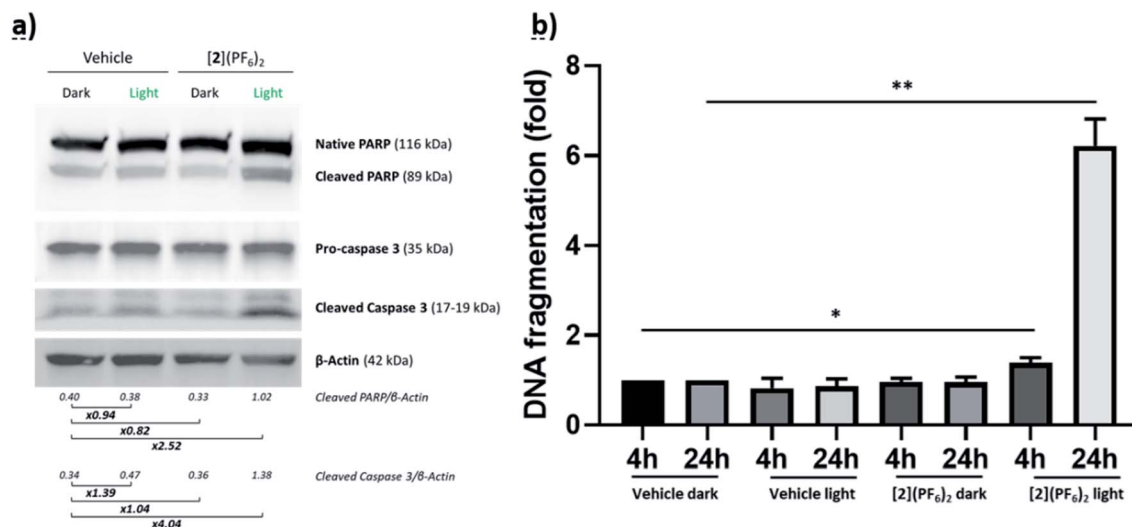 a)
Vehicle [2](PF₆)₂
Dark Light Dark Light
Native PARP (116 kDa)
Cleaved PARP (89 kDa)
Pro-caspase 3 (35 kDa)
Cleaved Caspase 3 (17-19 kDa)
β-Actin (42 kDa)
0.40 0.38 0.33 1.02 Cleaved PARP/β-Actin
x0.94
x0.82
x2.52
0.34 0.47 0.36 1.38 Cleaved Caspase 3/β-Actin
x1.39
x1.04
x4.04
b)
DNA fragmentation (fold)
8
6
4
2
0
**
*
4h 24h 4h 24h 4h 24h 4h 24h
Vehicle dark Vehicle light [2](PF₆)₂ dark [2](PF₆)₂ light